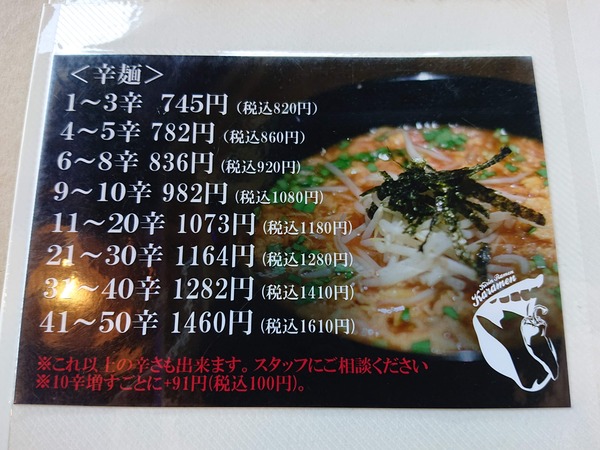 ＜辛麺＞
1～3辛 745円(税込820円)
4～5辛 782円(税込860円)
6～8辛 836円(税込920円)
9～10辛 982円(税込1080円)
11～20辛 1073円(税込1180円)
21～30辛 1164円(税込1280円)
31～40辛 1282円(税込1410円)
41～50辛 1460円(税込1610円)
Karamen
※これ以上の辛さも出来ます。スタッフにご相談ください
※10辛増すごとに+91円(税込100円)。